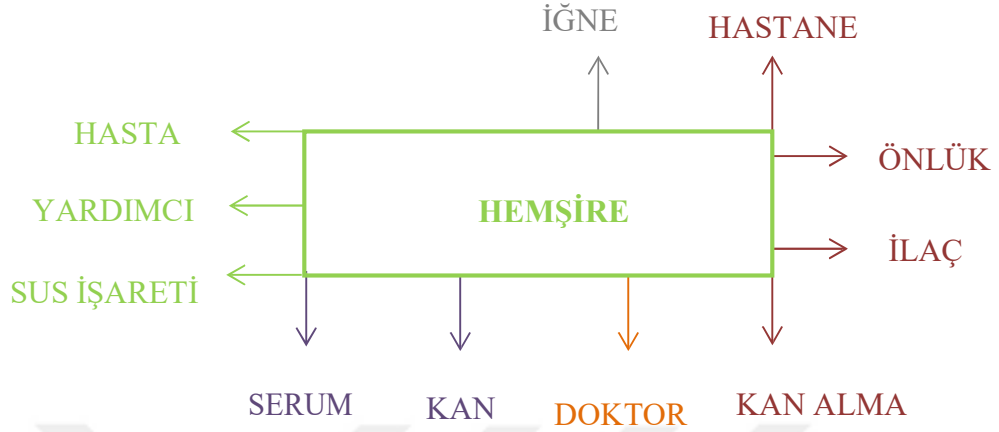 İĞNE
HASTANE
HASTA
ÖNLÜK
YARDIMCI
HEMŞİRE
İLAÇ
SUS İŞARETİ
SERUM
KAN
DOKTOR
KAN ALMA